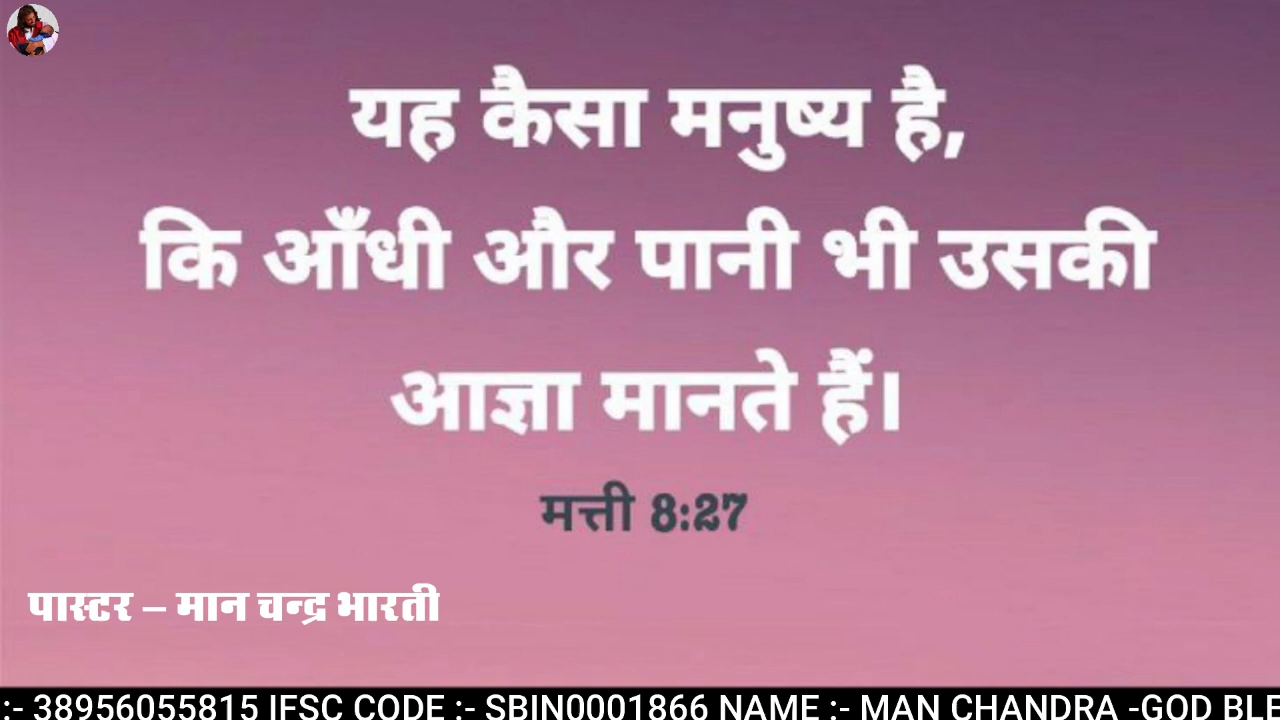 यह कैसा मनुष्य है,
कि आँधी और पानी भी उसकी
आज्ञा मानते हैं।
मत्ती 8:27
पास्टर – मान चन्द्र भारती
:- 38956055815 IFSC CODE :- SBIN0001866 NAME :- MAN CHANDRA -GOD BLE